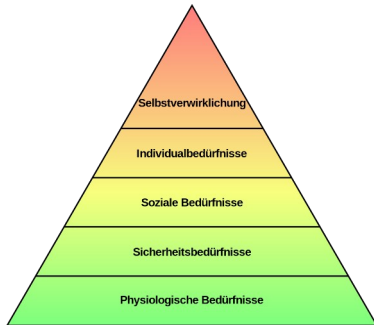 Selbstverwirklichung
Individualbedürfnisse
Soziale Bedürfnisse
Sicherheitsbedürfnisse
Physiologische Bedürfnisse